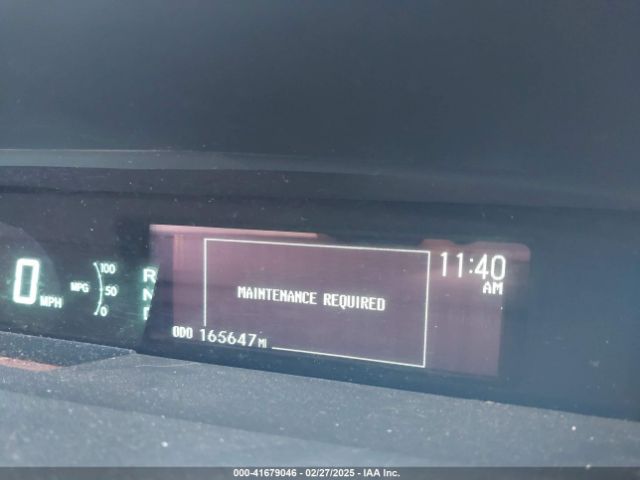 0 MPH
MPG
100
50
0
R
N
MAINTENANCE REQUIRED
11:40
AM
ODO 165647 MI
000-41679046 - 02/27/2025 - IAA Inc.